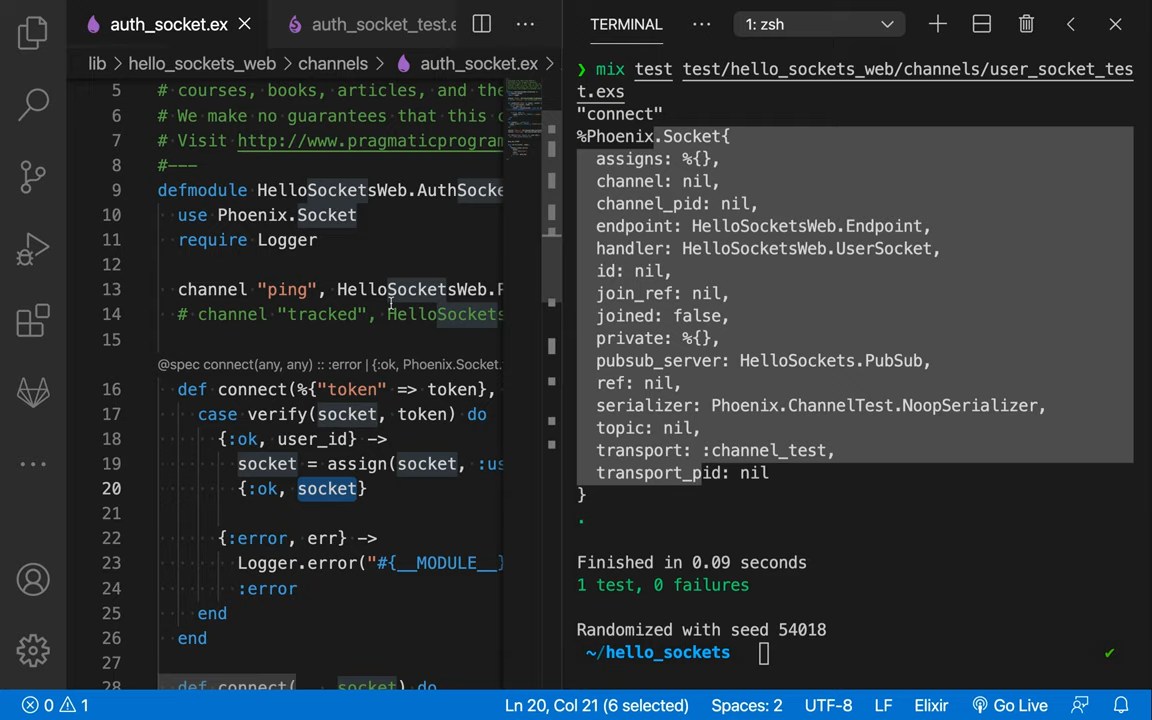 auth_socket.ex
auth_socket_test.e
lib > hello_sockets_web > channels > auth_socket.ex >
5 # courses, books, articles, and the
6 # We make no guarantees that this c
7 # Visit http://www.pragmaticprogram
8 #---
9 defmodule HelloSocketsWeb.AuthSocke
10 use Phoenix.Socket
11 require Logger
12
13 channel "ping", HelloSocketsWeb.P
14 # channel "tracked", HelloSockets
15
@spec connect(any, any) :: :error | {:ok, Phoenix.Socket.
16 def connect(%{"token" => token},
17 case verify(socket, token) do
18 {:ok, user_id} ->
19 socket = assign(socket, :us
20 {:ok, socket}
21
22 {:error, err} ->
23 Logger.error("#{__MODULE__}
24 :error
25 end
26 end
27
28 def connect(_, _socket) do
TERMINAL ··· 1: zsh
❯ mix test test/hello_sockets_web/channels/user_socket_tes
t.exs
"connect"
%Phoenix.Socket{
assigns: %{},
channel: nil,
channel_pid: nil,
endpoint: HelloSocketsWeb.Endpoint,
handler: HelloSocketsWeb.UserSocket,
id: nil,
join_ref: nil,
joined: false,
private: %{},
pubsub_server: HelloSockets.PubSub,
ref: nil,
serializer: Phoenix.ChannelTest.NoopSerializer,
topic: nil,
transport: :channel_test,
transport_pid: nil
}
.
Finished in 0.09 seconds
1 test, 0 failures
Randomized with seed 54018
~/hello_sockets
0 1 Ln 20, Col 21 (6 selected) Spaces: 2 UTF-8 LF Elixir Go Live